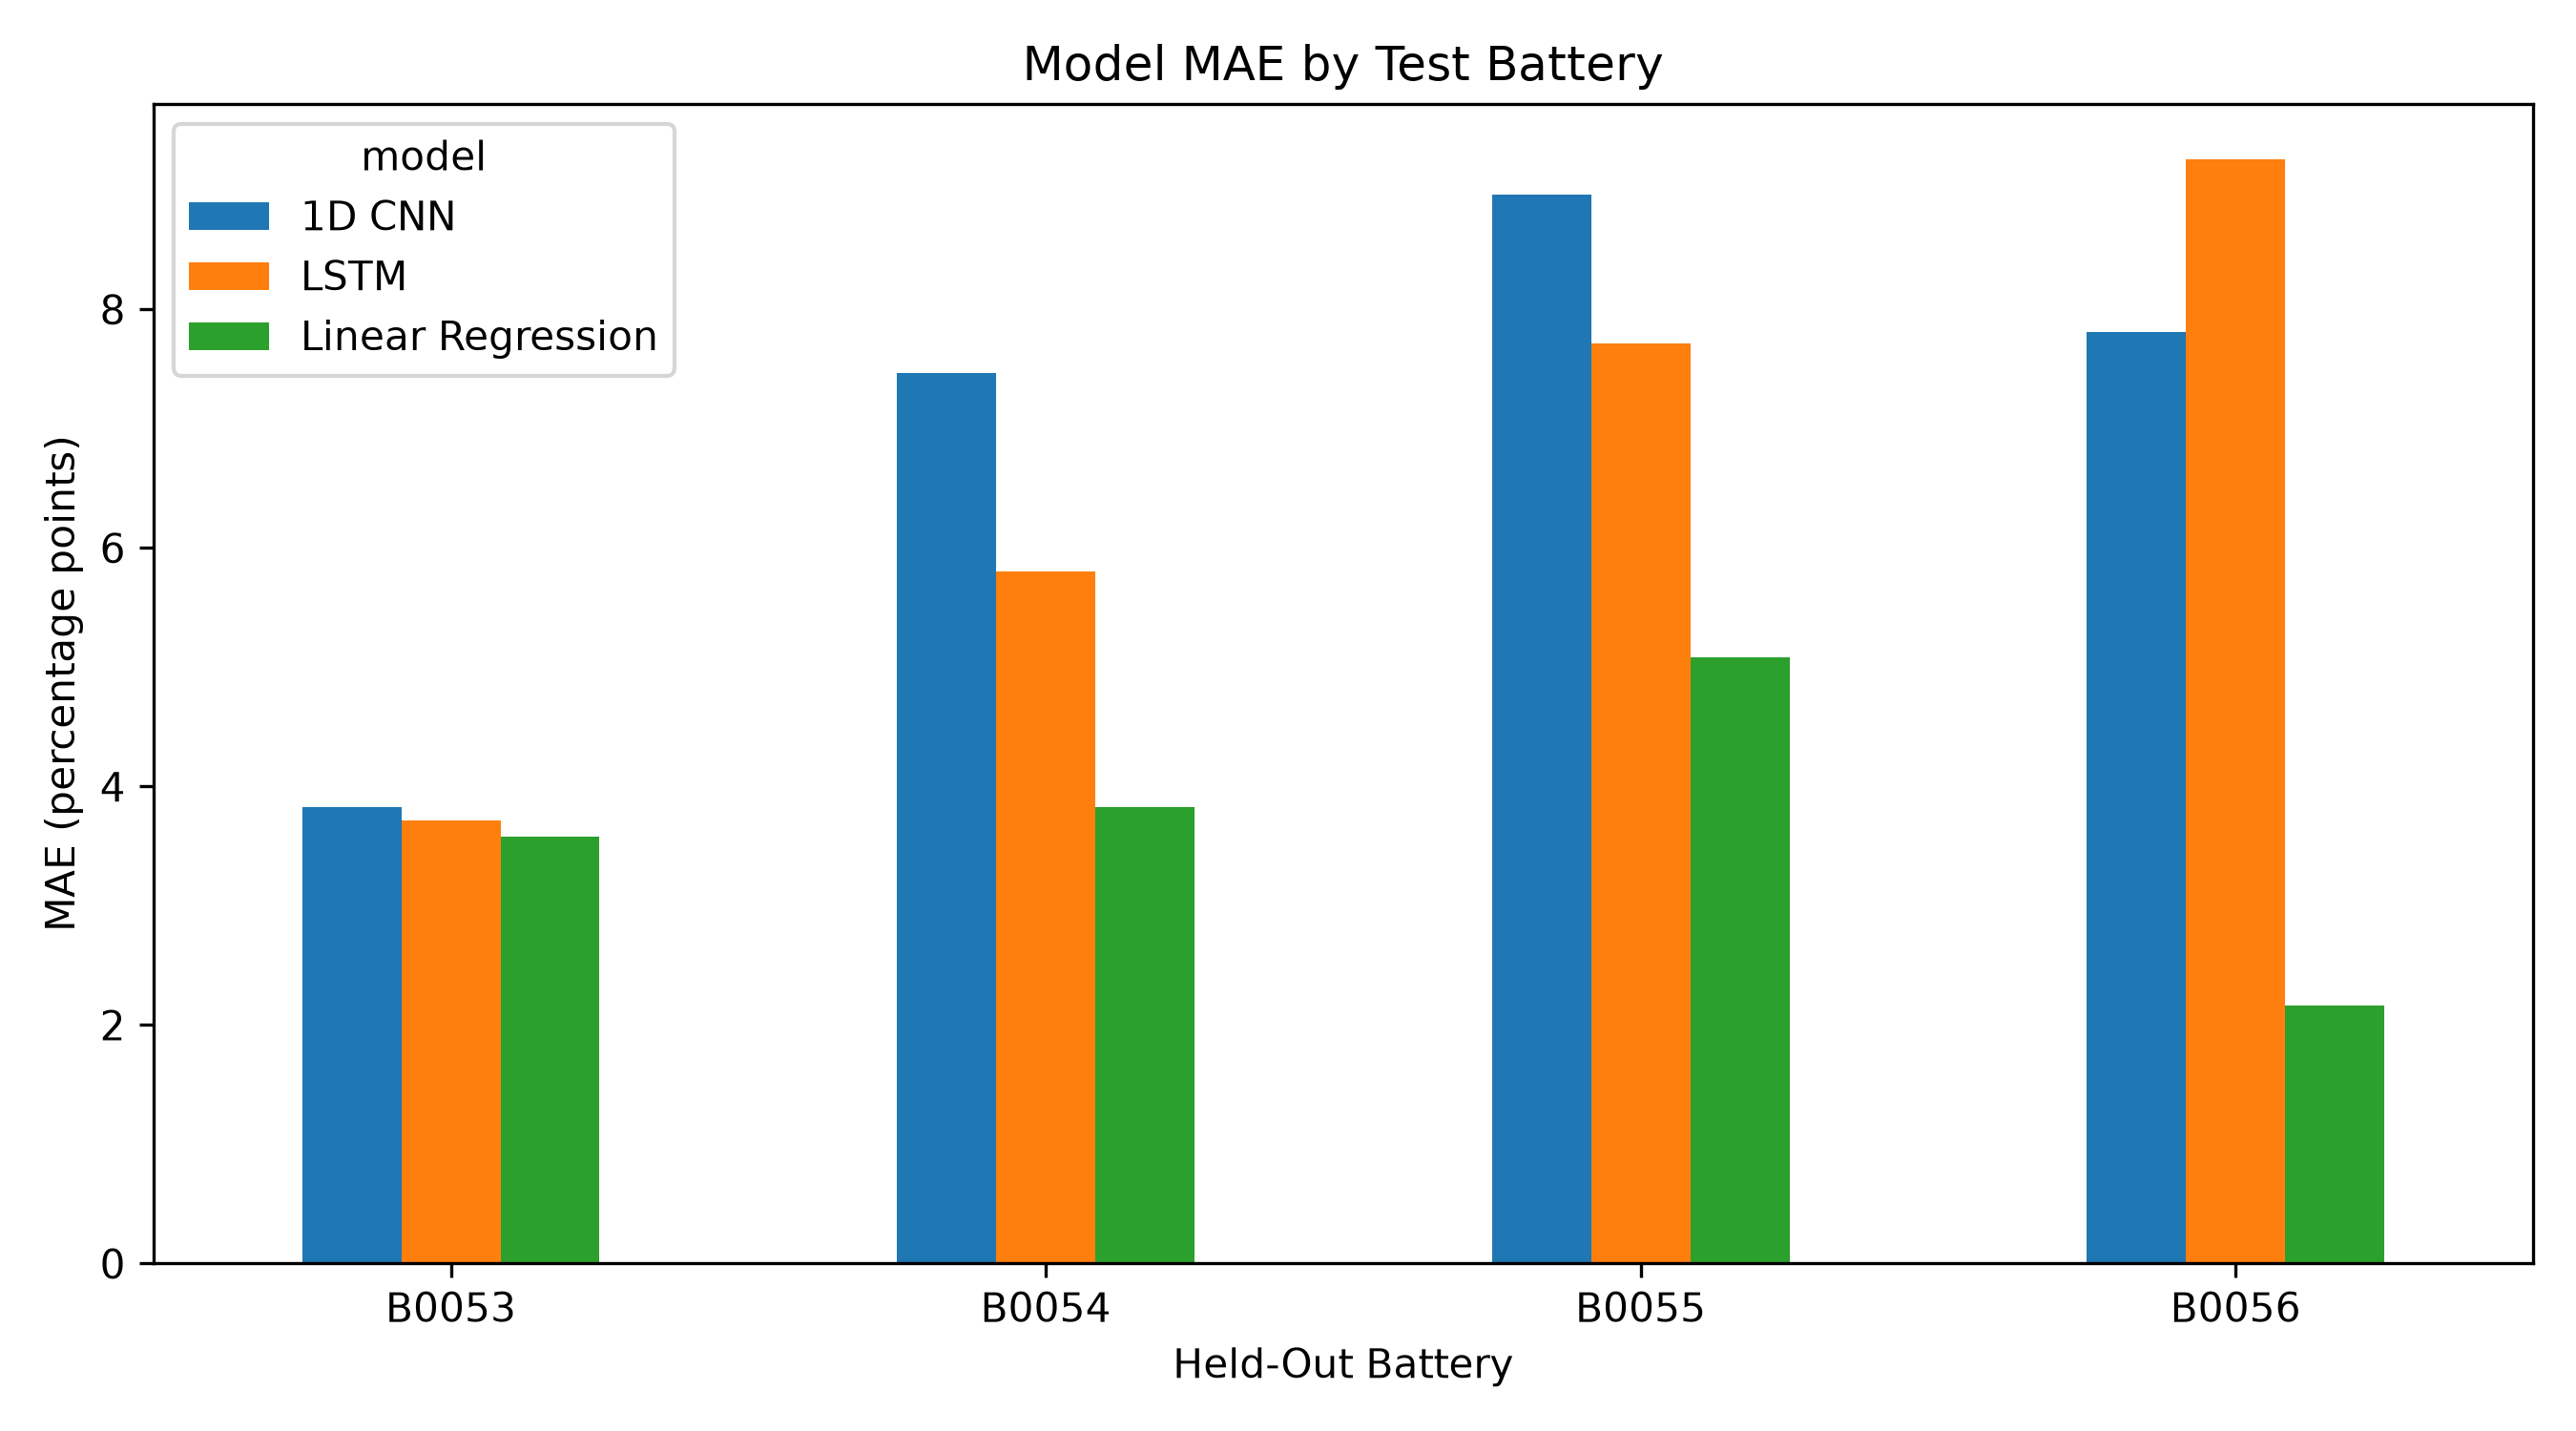 Model MAE by Test Battery
model
1D CNN
LSTM
Linear Regression
MAE (percentage points)
8
6
4
2
0
B0053 B0054 B0055 B0056
Held-Out Battery